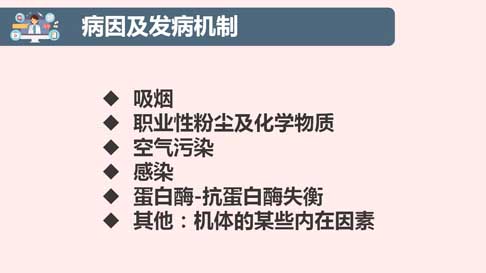 病因及发病机制
◆ 吸烟
◆ 职业性粉尘及化学物质
◆ 空气污染
◆ 感染
◆ 蛋白酶-抗蛋白酶失衡
◆ 其他：机体的某些内在因素